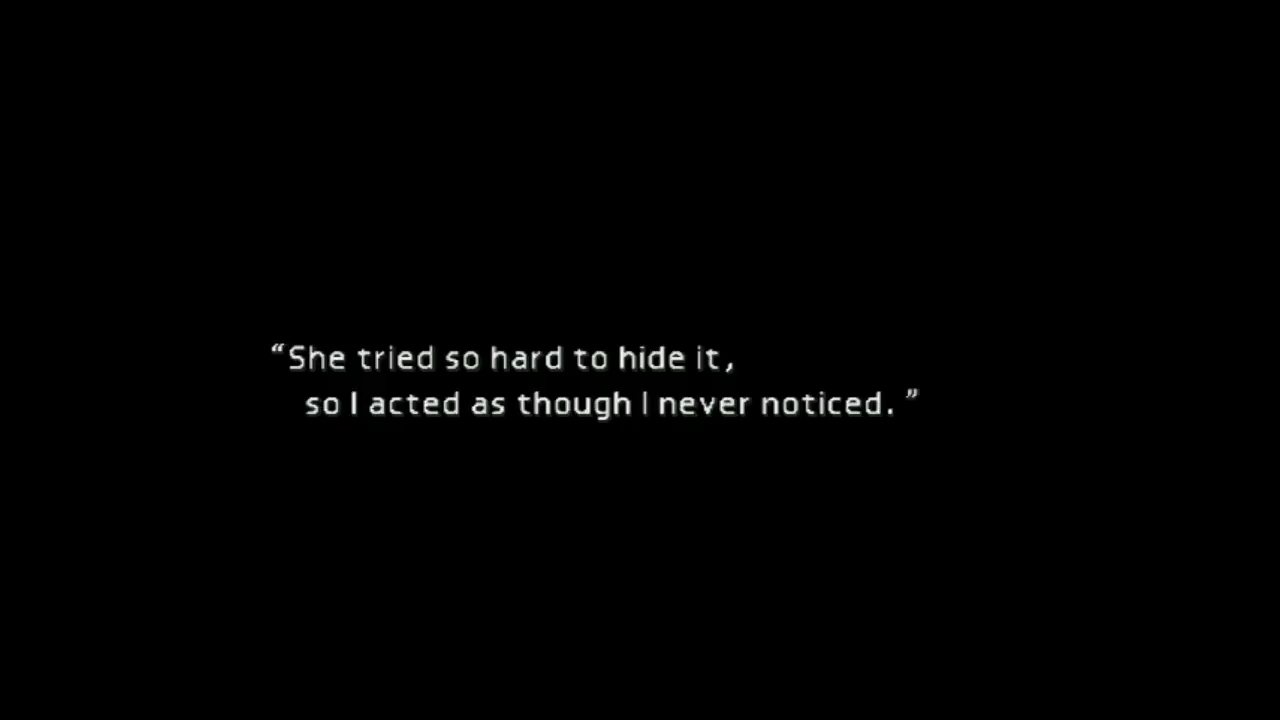 “She tried so hard to hide it,
so I acted as though I never noticed. ”